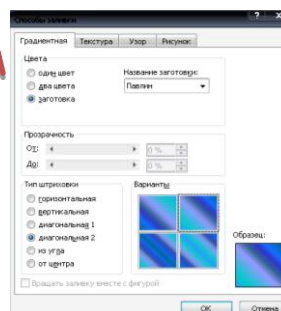 Способы заливки
Градиентная Текстура Узор Рисунок
Цвета
один цвет
два цвета
заготовка
Название заготовки:
Павлин
Прозрачность
От: 0 %
До: 0 %
Тип штриховки
горизонтальная
вертикальная
диагональная 1
диагональная 2
из угла
от центра
Варианты
Образец:
Вращать заливку вместе с фигурой
ОК Отмена